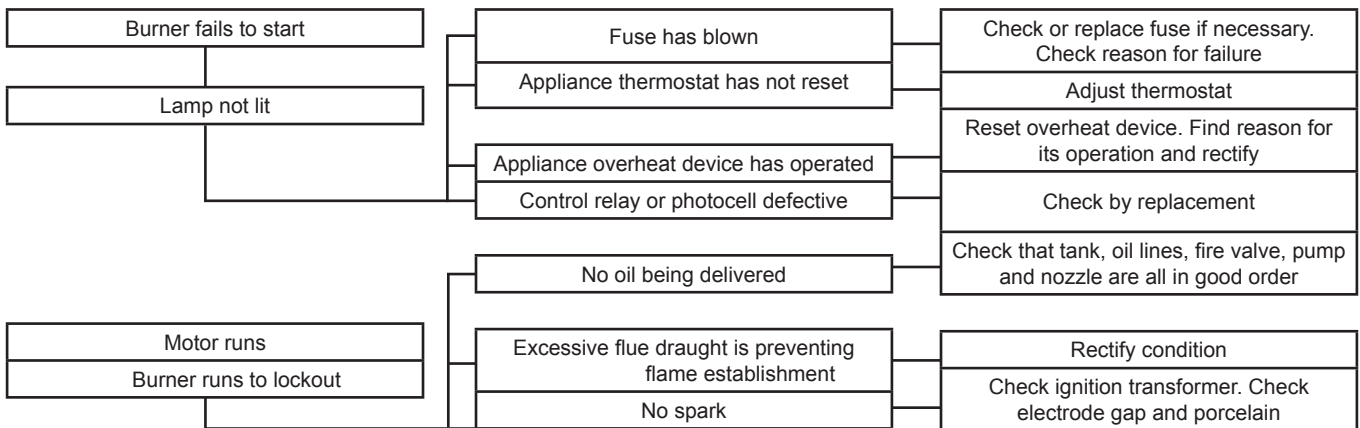 Burner fails to start
Lamp not lit
Fuse has blown
Appliance thermostat has not reset
Appliance overheat device has operated
Control relay or photocell defective
Check or replace fuse if necessary.
Check reason for failure
Adjust thermostat
Reset overheat device. Find reason for
its operation and rectify
Check by replacement
Motor runs
Burner runs to lockout
No oil being delivered
Excessive flue draught is preventing
flame establishment
No spark
Check that tank, oil lines, fire valve, pump
and nozzle are all in good order
Rectify condition
Check ignition transformer. Check
electrode gap and porcelain